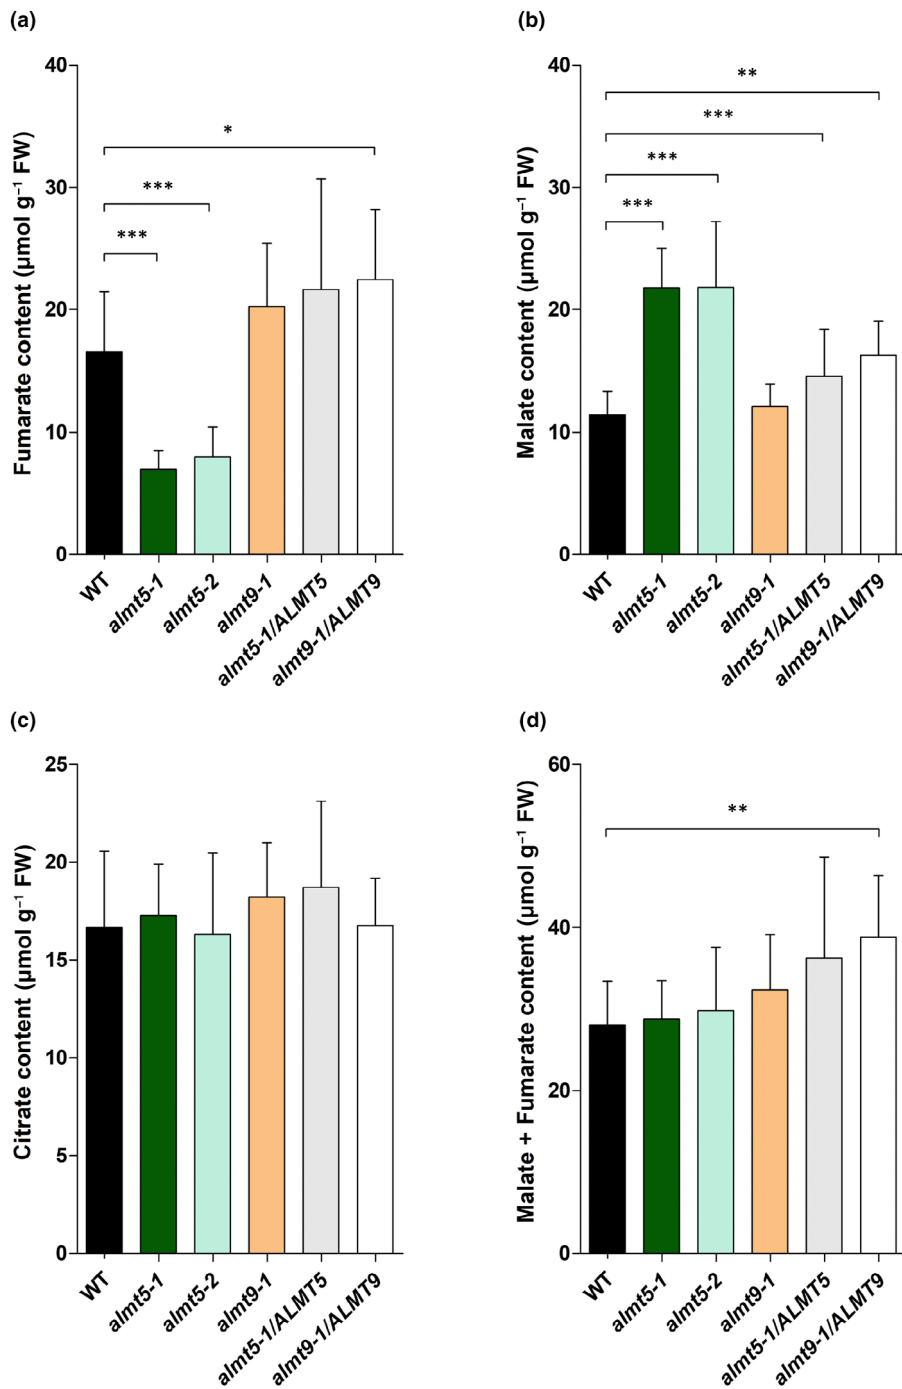 (a)
Fumarate content (µmol g⁻¹ FW)
40
30
20
10
0
*
***
***
WT
almt5-1
almt5-2
almt9-1
almt5-1/ALMT5
almt9-1/ALMT9
(b)
Malate content (µmol g⁻¹ FW)
40
30
20
10
0
**
***
***
***
WT
almt5-1
almt5-2
almt9-1
almt5-1/ALMT5
almt9-1/ALMT9
(c)
Citrate content (µmol g⁻¹ FW)
25
20
15
10
5
0
WT
almt5-1
almt5-2
almt9-1
almt5-1/ALMT5
almt9-1/ALMT9
(d)
Malate + Fumarate content (µmol g⁻¹ FW)
60
40
20
0
**
WT
almt5-1
almt5-2
almt9-1
almt5-1/ALMT5
almt9-1/ALMT9